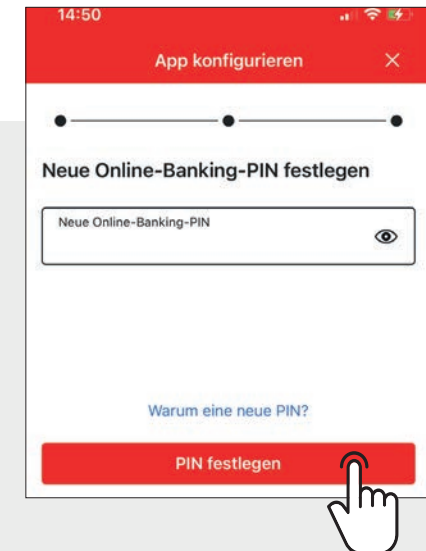 14:50
App konfigurieren
Neue Online-Banking-PIN festlegen
Neue Online-Banking-PIN
Warum eine neue PIN?
PIN festlegen